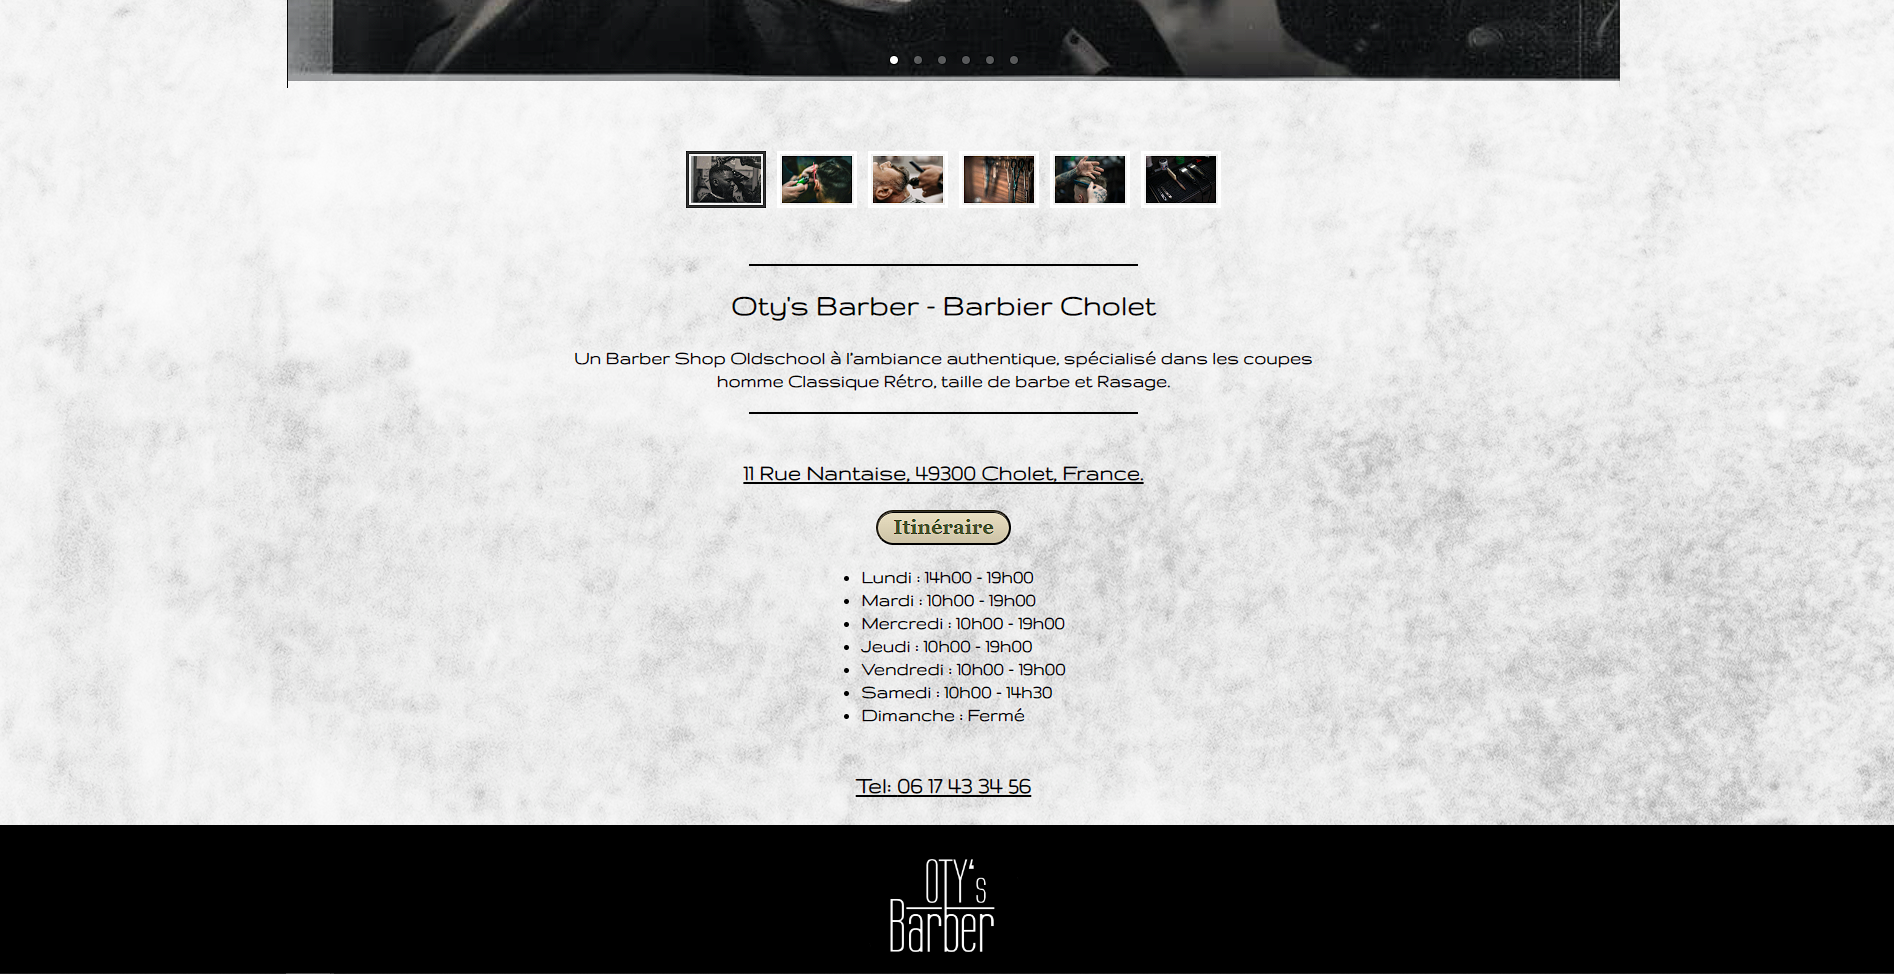 Oty's Barber - Barbier Cholet
Un Barber Shop Oldschool à l'ambiance authentique, spécialisé dans les coupes
homme Classique Rétro, taille de barbe et Rasage.
11 Rue Nantaise, 49300 Cholet, France.
Itinéraire
Lundi : 14h00 - 19h00
Mardi : 10h00 - 19h00
Mercredi : 10h00 - 19h00
Jeudi : 10h00 - 19h00
Vendredi : 10h00 - 19h00
Samedi : 10h00 - 14h30
Dimanche : Fermé
Tel: 06 17 43 34 56
OTY's
Barber